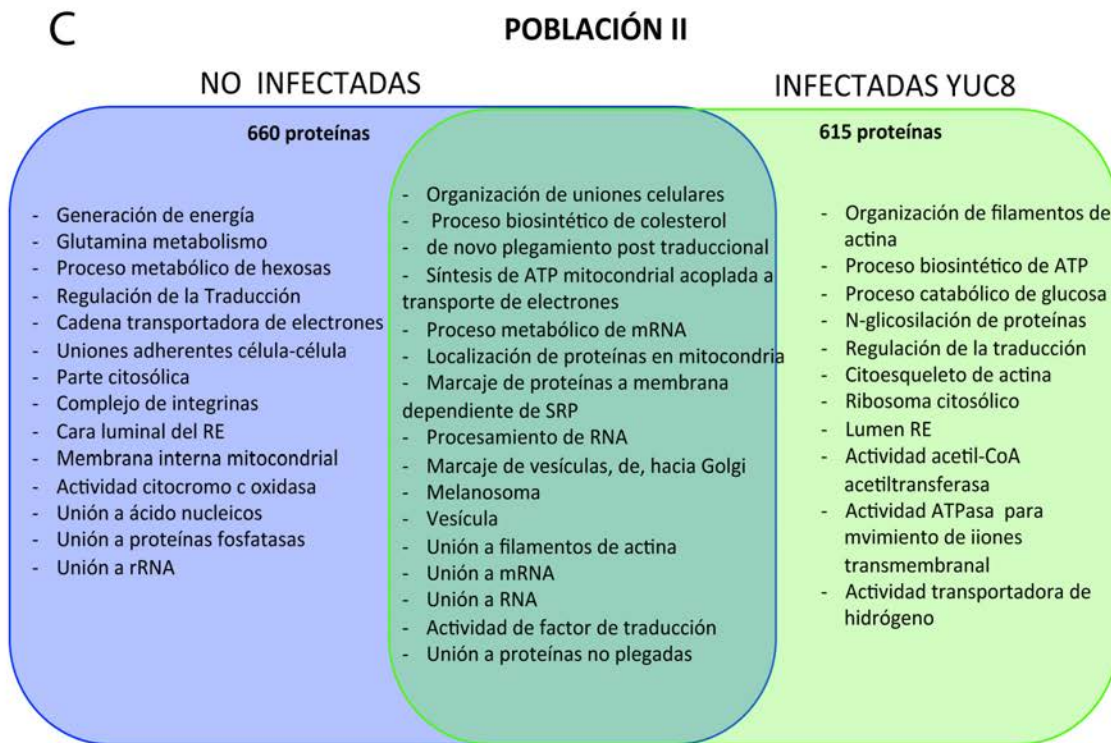 C
POBLACIÓN II
NO INFECTADAS
INFECTADAS YUC8
660 proteínas
- Generación de energía
- Glutamina metabolismo
- Proceso metabólico de hexosas
- Regulación de la Traducción
- Cadena transportadora de electrones
- Uniones adherentes célula-célula
- Parte citosólica
- Complejo de integrinas
- Cara luminal del RE
- Membrana interna mitocondrial
- Actividad citocromo c oxidasa
- Unión a ácido nucleicos
- Unión a proteínas fosfatasas
- Unión a rRNA
- Organización de uniones celulares
- Proceso biosintético de colesterol
- de novo plegamiento post traduccional
- Síntesis de ATP mitocondrial acoplada a
transporte de electrones
- Proceso metabólico de mRNA
- Localización de proteínas en mitocondria
- Marcaje de proteínas a membrana
dependiente de SRP
- Procesamiento de RNA
- Marcaje de vesículas, de, hacia Golgi
- Melanosoma
- Vesícula
- Unión a filamentos de actina
- Unión a mRNA
- Unión a RNA
- Actividad de factor de traducción
- Unión a proteínas no plegadas
615 proteínas
- Organización de filamentos de
actina
- Proceso biosintético de ATP
- Proceso catabólico de glucosa
- N-glicosilación de proteínas
- Regulación de la traducción
- Citoesqueleto de actina
- Ribosoma citosólico
- Lumen RE
- Actividad acetil-CoA
acetiltransferasa
- Actividad ATPasa para
mvimiento de iiones
transmembranal
- Actividad transportadora de
hidrógeno